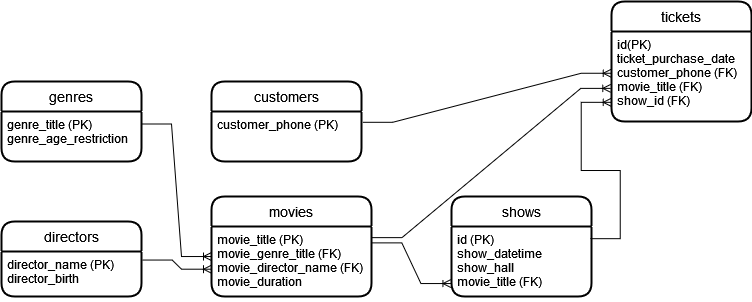 tickets
id(PK)
ticket_purchase_date
customer_phone (FK)
movie_title (FK)
show_id (FK)
genres
genre_title (PK)
genre_age_restriction
customers
customer_phone (PK)
directors
director_name (PK)
director_birth
movies
movie_title (PK)
movie_genre_title (FK)
movie_director_name (FK)
movie_duration
shows
id (PK)
show_datetime
show_hall
movie_title (FK)